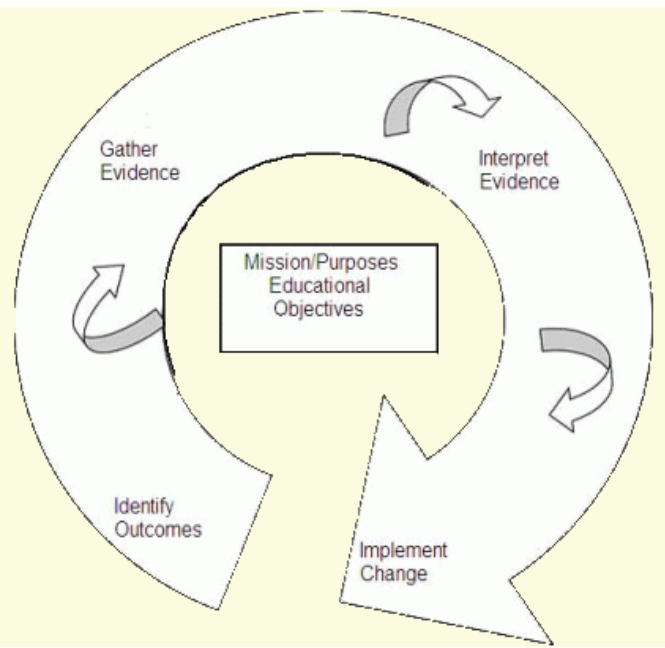 Gather
Evidence
Interpret
Evidence
Mission/Purposes
Educational
Objectives
Identify
Outcomes
Implement
Change